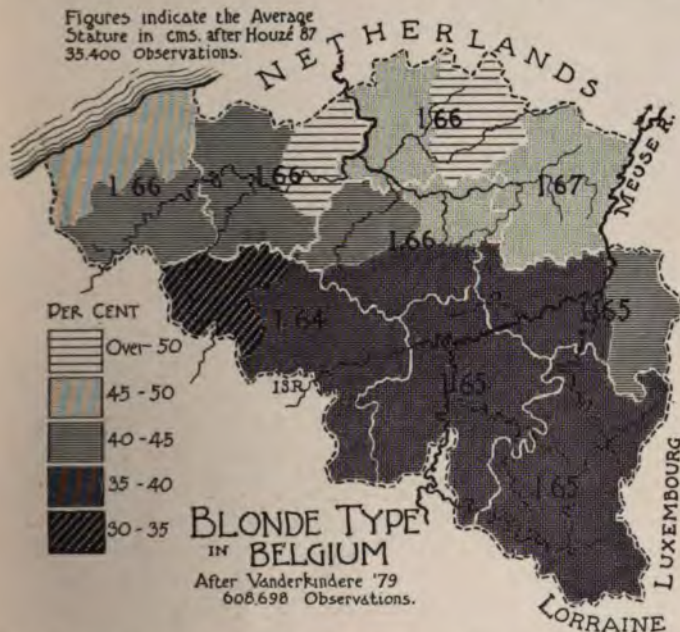 Figures indicate the Average
Stature in cms. after Houzé 87
35.400 Observations.
NETHERLANDS
1.66
1.66
1.66
1.67
MEUSE R.
1.66
1.64
1.65
1.65
1.65
IS R.
PER CENT
Over-50
45-50
40-45
35-40
30-35
BLONDE TYPE
IN BELGIUM
After Vanderkindere '79
608,698 Observations.
LUXEMBOURG
LORRAINE